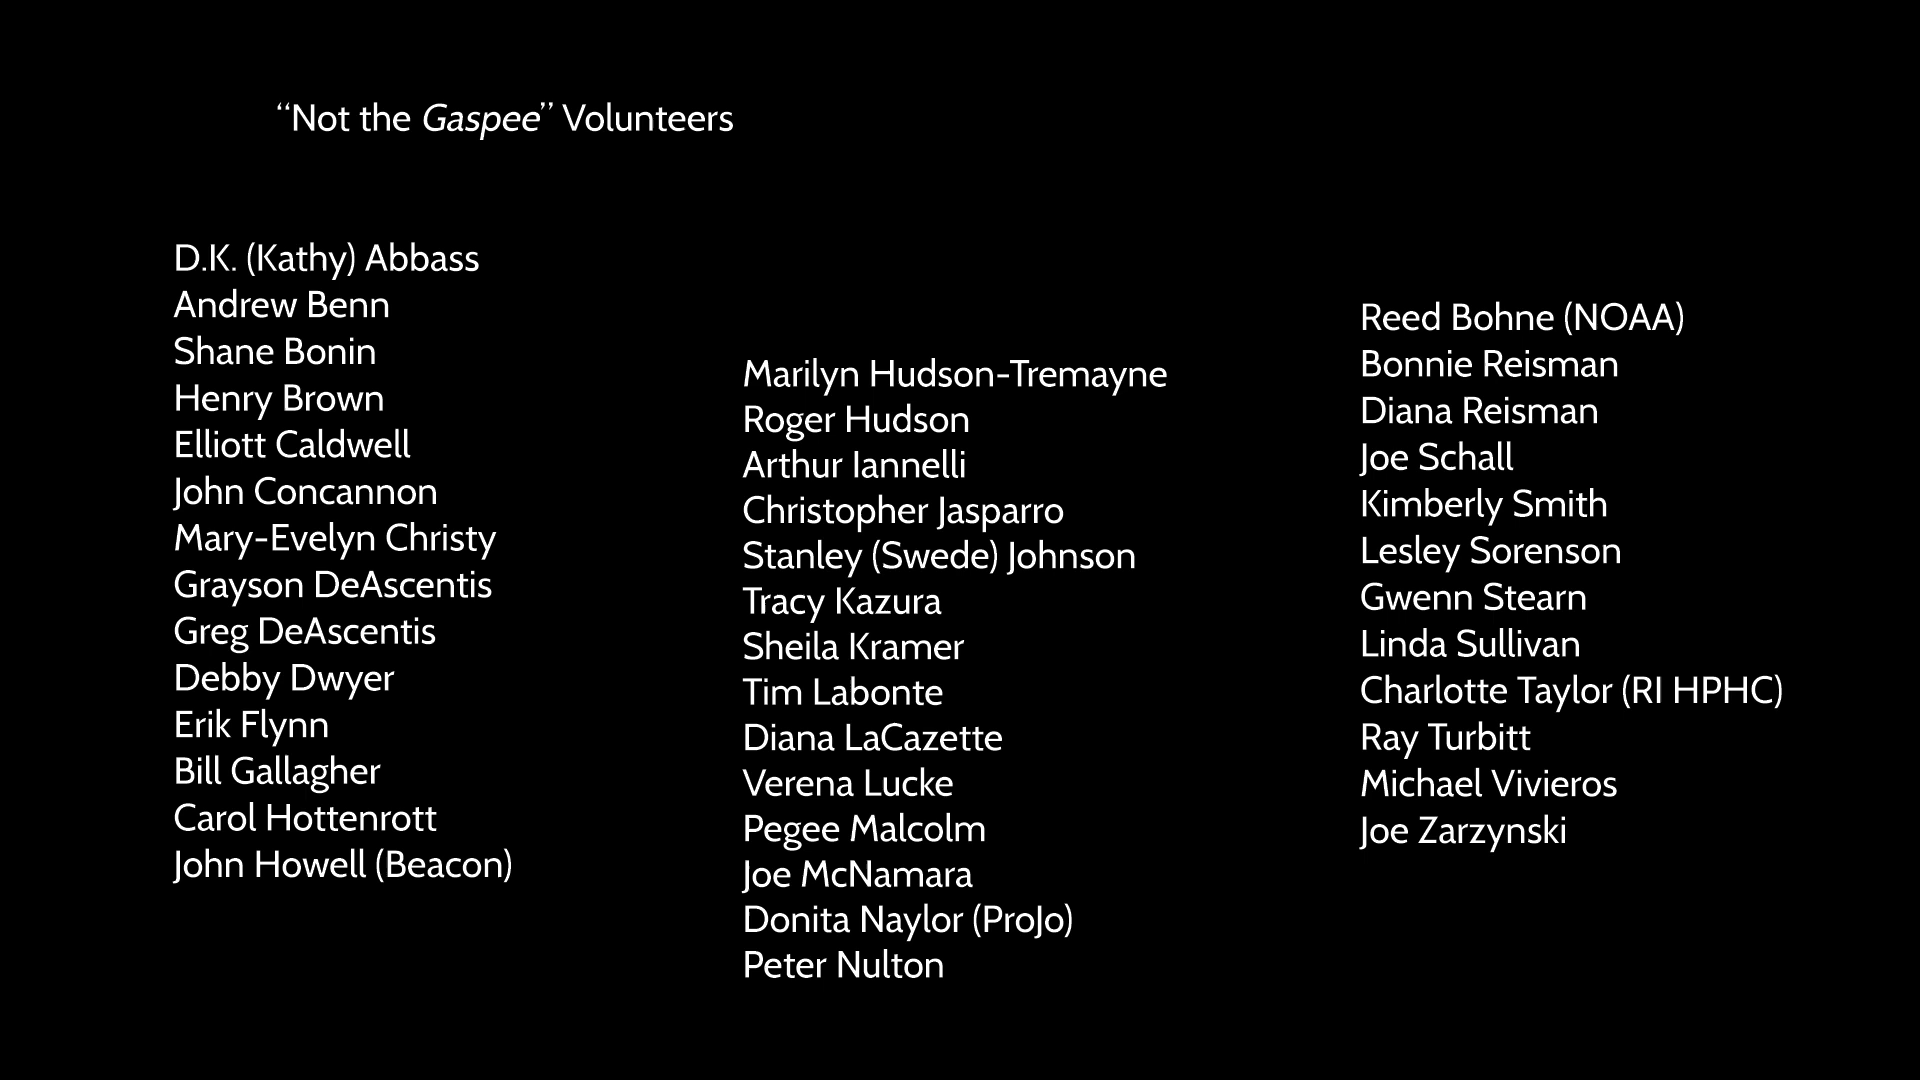 “Not the Gaspee” Volunteers
D.K. (Kathy) Abbass
Andrew Benn
Shane Bonin
Henry Brown
Elliott Caldwell
John Concannon
Mary-Evelyn Christy
Grayson DeAscentis
Greg DeAscentis
Debby Dwyer
Erik Flynn
Bill Gallagher
Carol Hottenrott
John Howell (Beacon)
Marilyn Hudson-Tremayne
Roger Hudson
Arthur Iannelli
Christopher Jasparro
Stanley (Swede) Johnson
Tracy Kazura
Sheila Kramer
Tim Labonte
Diana LaCazette
Verena Lucke
Pegee Malcolm
Joe McNamara
Donita Naylor (ProJo)
Peter Nulton
Reed Bohne (NOAA)
Bonnie Reisman
Diana Reisman
Joe Schall
Kimberly Smith
Lesley Sorenson
Gwenn Stearn
Linda Sullivan
Charlotte Taylor (RI HPHC)
Ray Turbitt
Michael Vivieros
Joe Zarzynski